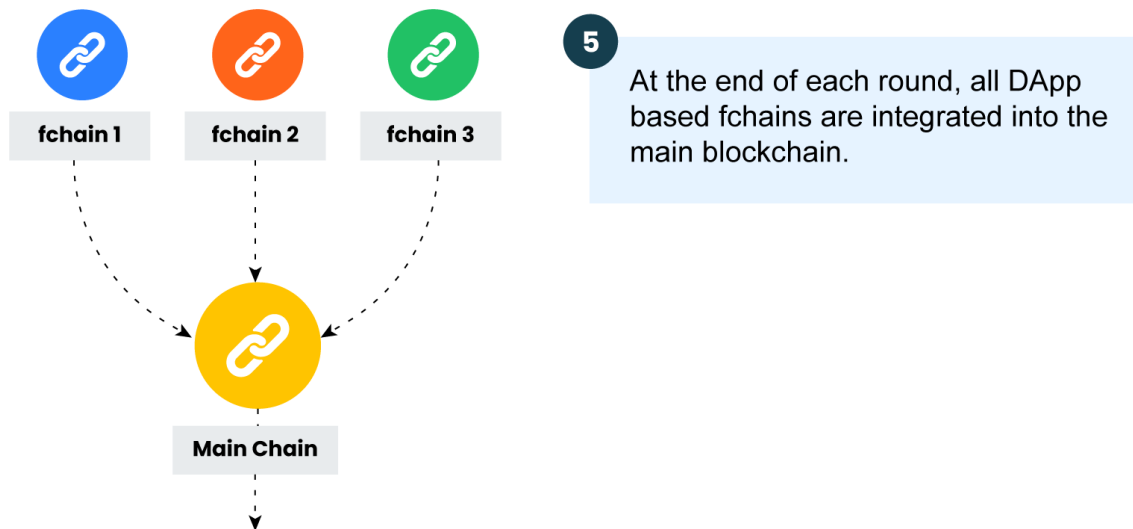 fchain 1
fchain 2
fchain 3
5
At the end of each round, all DApp
based fchains are integrated into the
main blockchain.
Main Chain